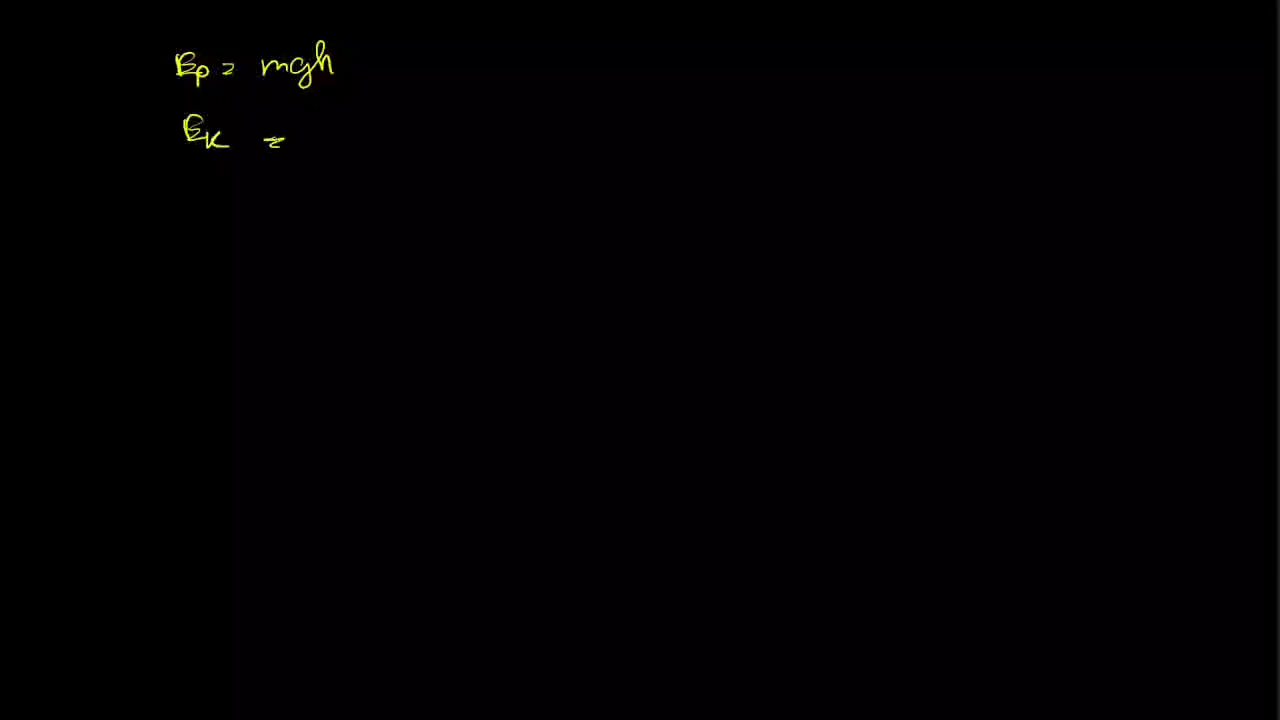 Ep = mgh
Ek =